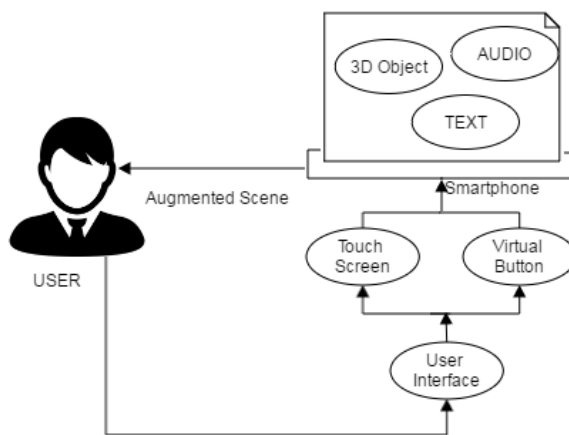 3D Object
AUDIO
TEXT
Augmented Scene
Smartphone
USER
Touch
Screen
Virtual
Button
User
Interface